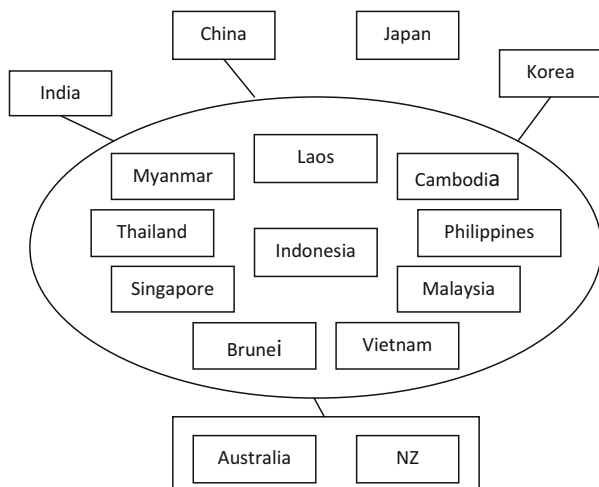 China
Japan
Korea
India
Laos
Myanmar
Cambodia
Thailand
Philippines
Indonesia
Singapore
Malaysia
Brunei
Vietnam
Australia
NZ